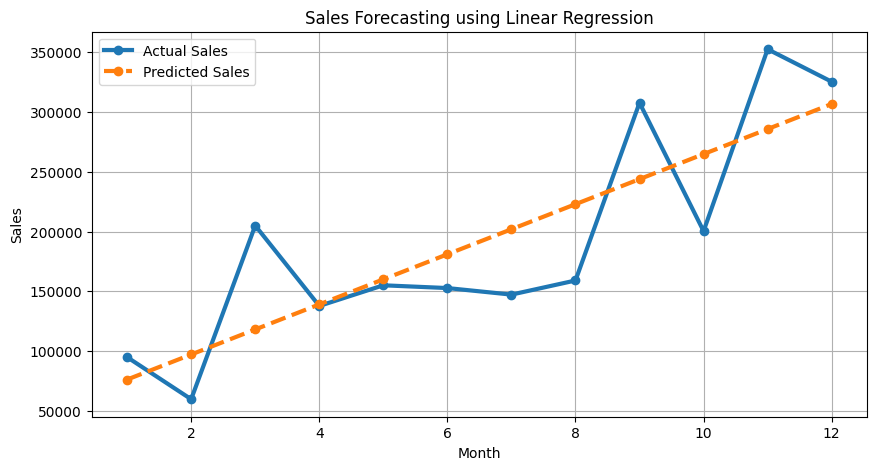 Sales Forecasting using Linear Regression
Actual Sales
Predicted Sales
350000
300000
250000
200000
150000
100000
50000
Sales
2 4 6 8 10 12
Month